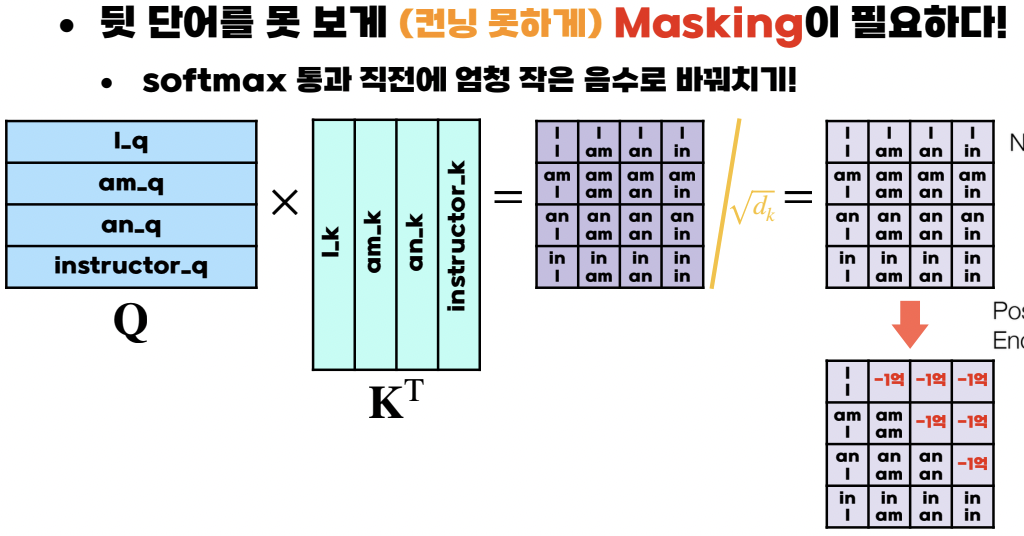 • 뒷 단어를 못 보게 (컨닝 못하게) Masking이 필요하다!
• softmax 통과 직전에 엄청 작은 음수로 바꿔치기!
I_q
am_q
an_q
instructor_q
Q
×
I_k am_k an_k instructor_k
K^T
=
I I I I
I am an in
am am am am
I am an in
an an an an
I am an in
in in in in
I am an in
/ √d_k
=
I I I I
I am an in
am am am am
I am an in
an an an an
I am an in
in in in in
I am an in
N
Pos
Enc
I -1억 -1억 -1억
I
am am -1억 -1억
I am
an an an -1억
I am an
in in in in
I am an in